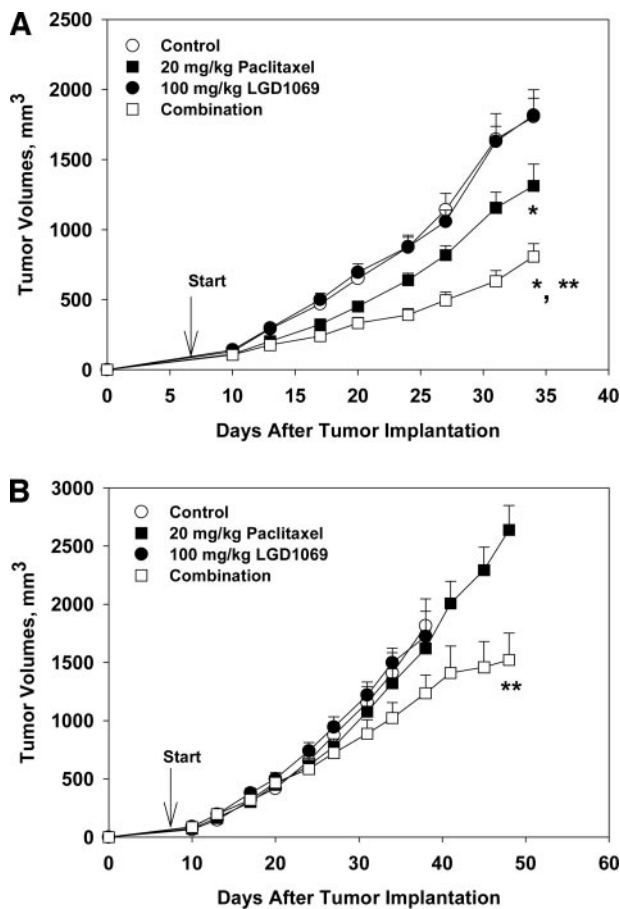 A
2500
2000
1500
1000
500
0
Tumor Volumes, mm³
Control
20 mg/kg Paclitaxel
100 mg/kg LGD1069
Combination
Start
*
*, **
0 5 10 15 20 25 30 35 40
Days After Tumor Implantation
B
3000
2500
2000
1500
1000
500
0
Tumor Volumes, mm³
Control
20 mg/kg Paclitaxel
100 mg/kg LGD1069
Combination
Start
**
0 10 20 30 40 50 60
Days After Tumor Implantation